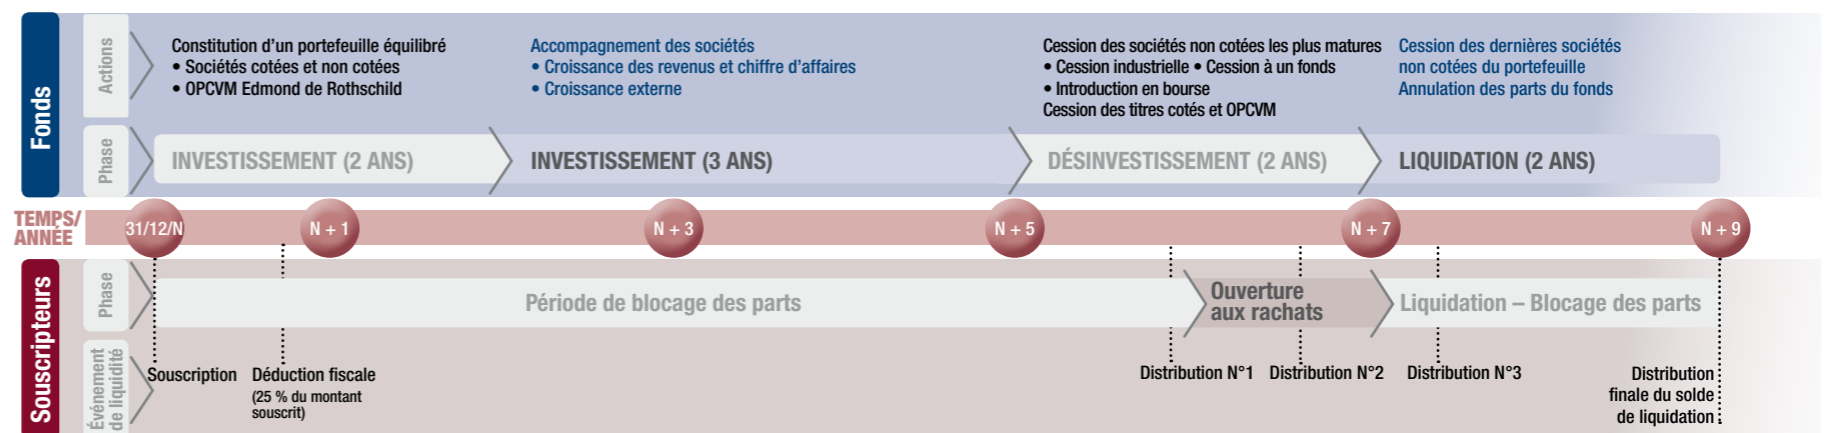 Fonds
Actions
Constitution d’un portefeuille équilibré
• Sociétés cotées et non cotées
• OPCVM Edmond de Rothschild
Accompagnement des sociétés
• Croissance des revenus et chiffre d’affaires
• Croissance externe
Cession des sociétés non cotées les plus matures
• Cession industrielle • Cession à un fonds
• Introduction en bourse
Cession des titres cotés et OPCVM
Cession des dernières sociétés
non cotées du portefeuille
Annulation des parts du fonds
Phase
INVESTISSEMENT (2 ANS)
INVESTISSEMENT (3 ANS)
DÉSINVESTISSEMENT (2 ANS)
LIQUIDATION (2 ANS)
TEMPS/
ANNÉE
31/12/N
N + 1
N + 3
N + 5
N + 7
N + 9
Souscripteurs
Phase
Période de blocage des parts
Ouverture
aux rachats
Liquidation – Blocage des parts
Événement
de liquidité
Souscription
Déduction fiscale
(25 % du montant
souscrit)
Distribution N°1
Distribution N°2
Distribution N°3
Distribution
finale du solde
de liquidation